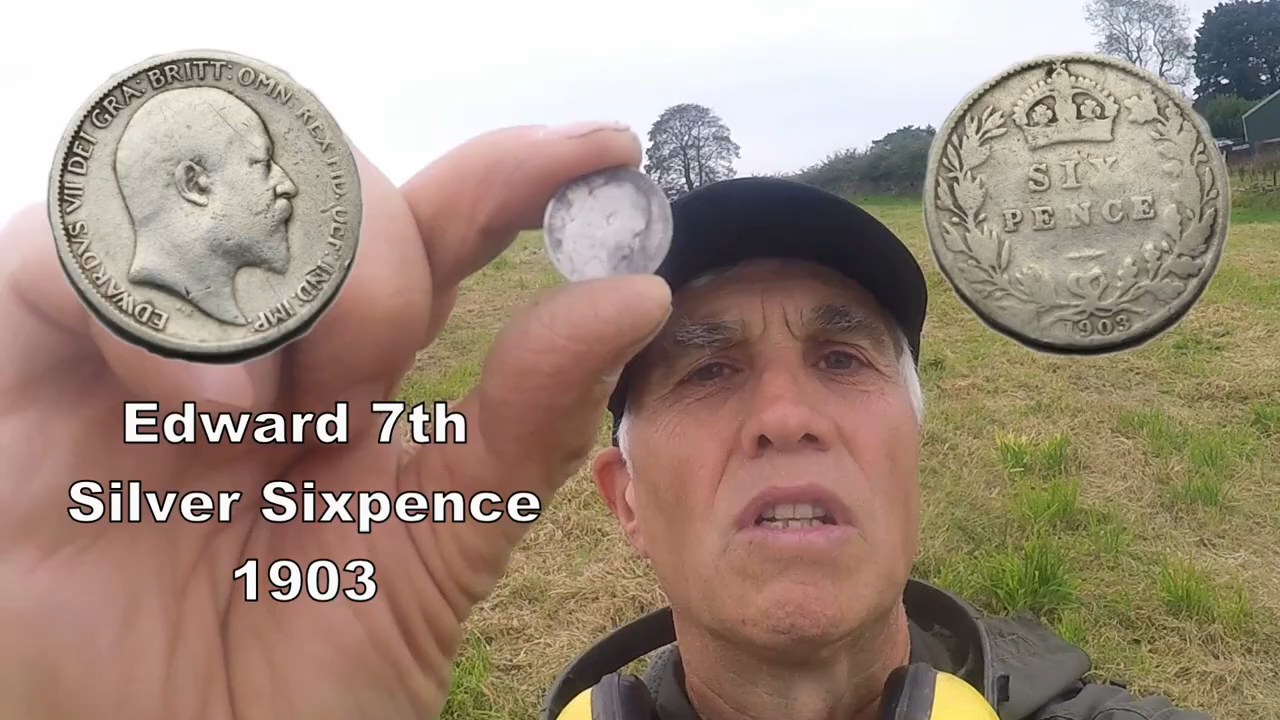 EDWARDVS VII DEI GRA: BRITT: OMN: REX FID: DEF: IND: IMP:
SIX
PENCE
1903
Edward 7th
Silver Sixpence
1903